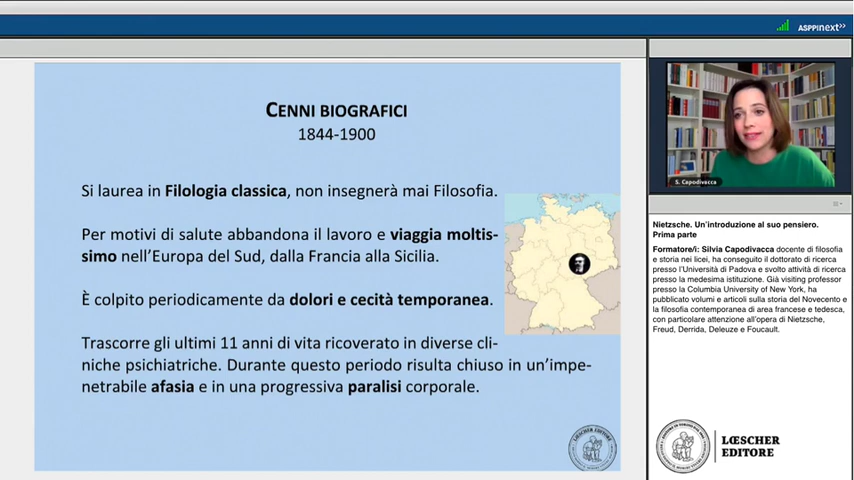 ASPPInext»
CENNI BIOGRAFICI
1844-1900
Si laurea in Filologia classica, non insegnerà mai Filosofia.
Per motivi di salute abbandona il lavoro e viaggia moltis-
simo nell'Europa del Sud, dalla Francia alla Sicilia.
È colpito periodicamente da dolori e cecità temporanea.
Trascorre gli ultimi 11 anni di vita ricoverato in diverse cli-
niche psichiatriche. Durante questo periodo risulta chiuso in un'impe-
netrabile afasia e in una progressiva paralisi corporale.
S. Capodivacca
Nietzsche. Un'introduzione al suo pensiero.
Prima parte
Formatore/i: Silvia Capodivacca docente di filosofia
e storia nei licei, ha conseguito il dottorato di ricerca
presso l'Università di Padova e svolto attività di ricerca
presso la medesima istituzione. Già visiting professor
presso la Columbia University of New York, ha
pubblicato volumi e articoli sulla storia del Novecento e
la filosofia contemporanea di area francese e tedesca,
con particolare attenzione all'opera di Nietzsche,
Freud, Derrida, Deleuze e Foucault.
LŒSCHER
EDITORE